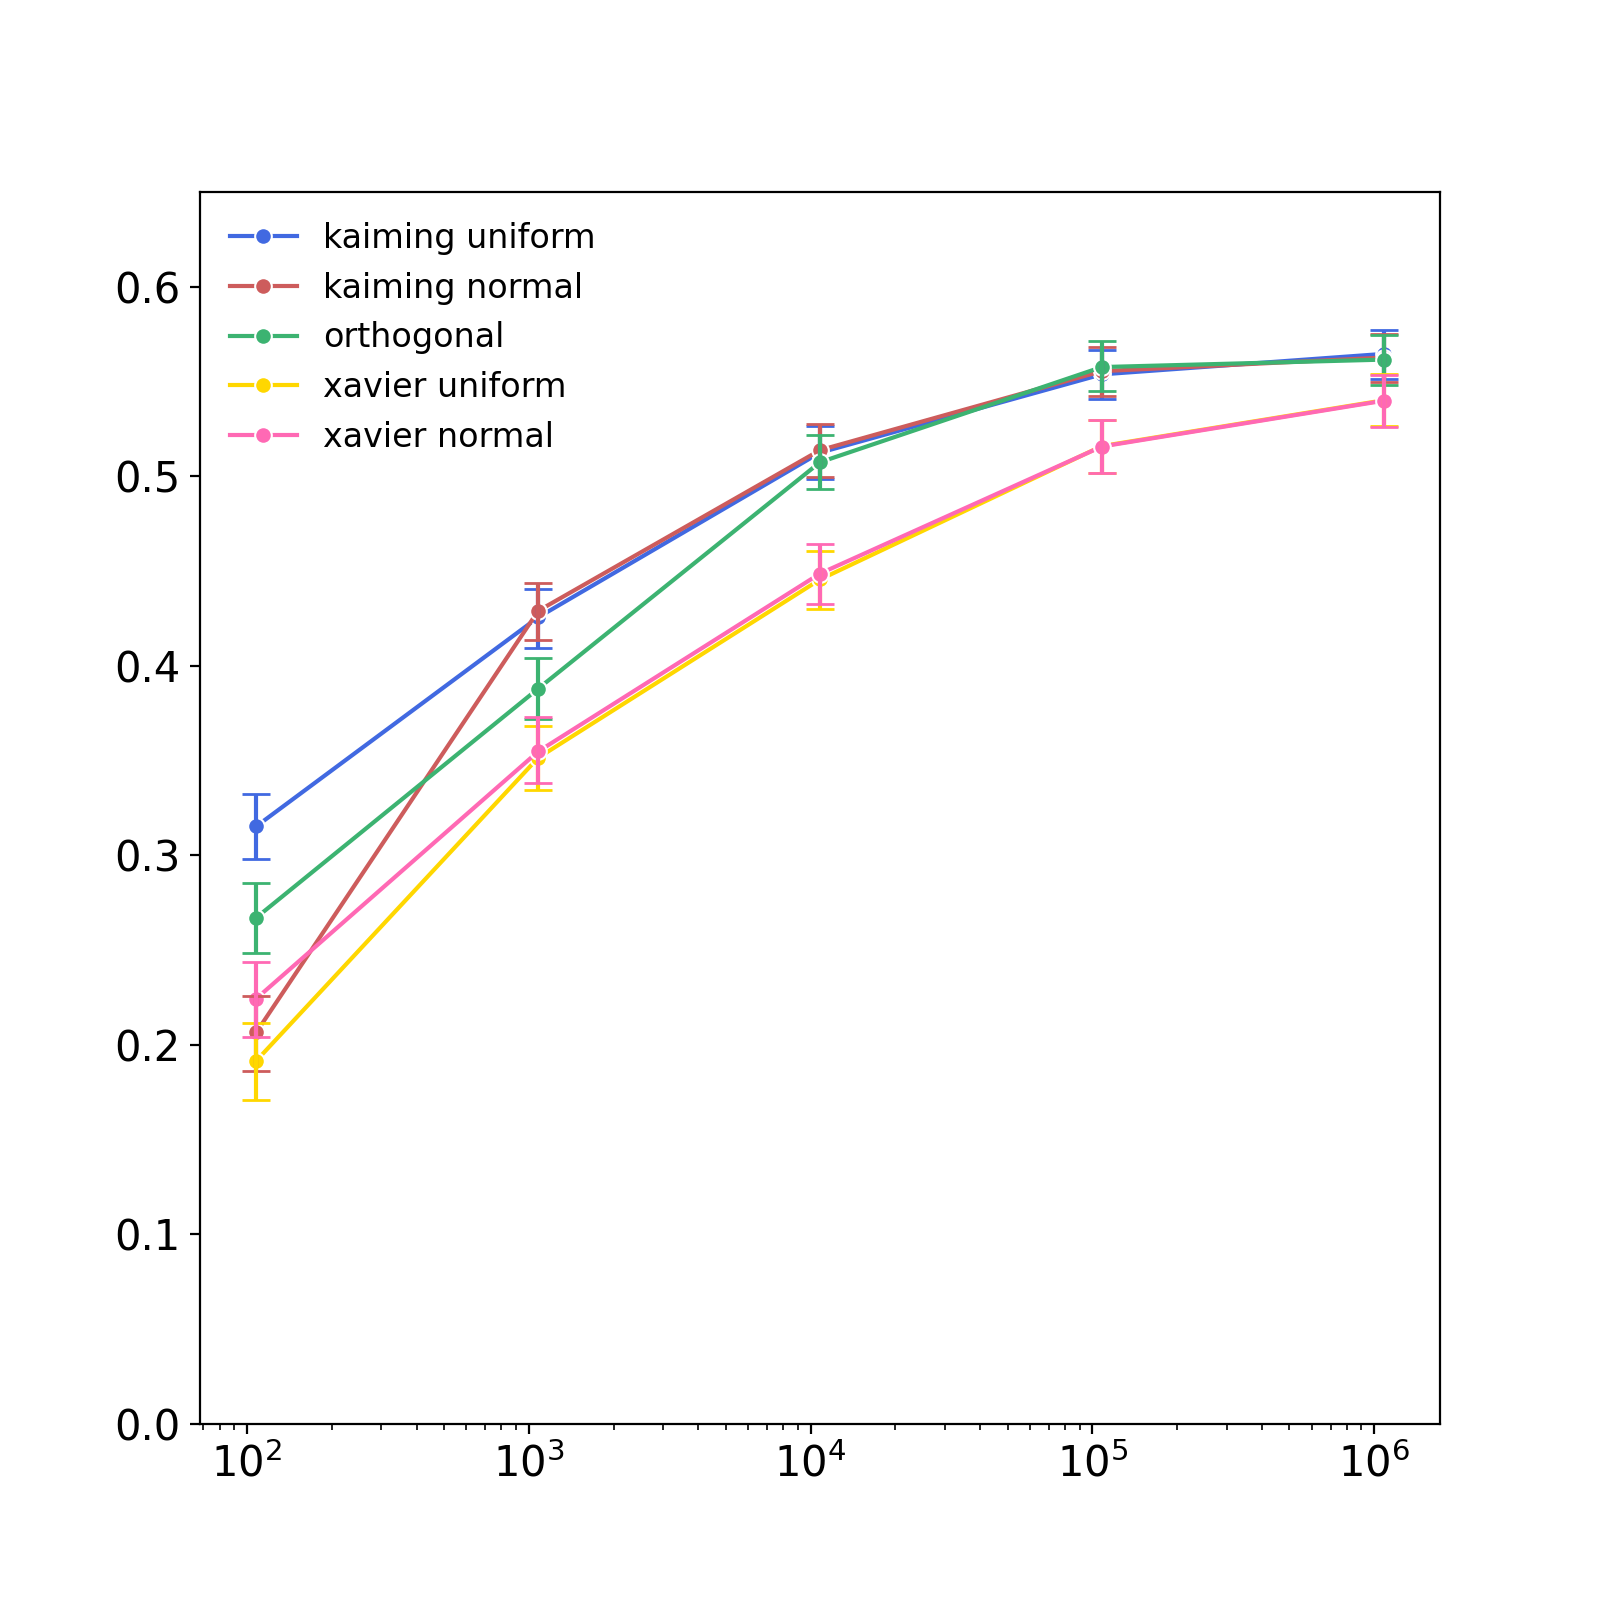 kaiming uniform
kaiming normal
orthogonal
xavier uniform
xavier normal
0.6
0.5
0.4
0.3
0.2
0.1
0.0
10² 10³ 10⁴ 10⁵ 10⁶